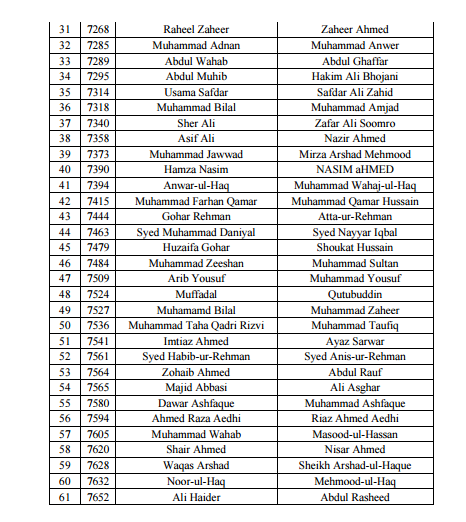 31 7268 Raheel Zaheer Zaheer Ahmed
32 7285 Muhammad Adnan Muhammad Anwer
33 7289 Abdul Wahab Abdul Ghaffar
34 7295 Abdul Muhib Hakim Ali Bhojani
35 7314 Usama Safdar Safdar Ali Zahid
36 7318 Muhammad Bilal Muhammad Amjad
37 7340 Sher Ali Zafar Ali Soomro
38 7358 Asif Ali Nazir Ahmed
39 7373 Muhammad Jawwad Mirza Arshad Mehmood
40 7390 Hamza Nasim NASIM aHMED
41 7394 Anwar-ul-Haq Muhammad Wahaj-ul-Haq
42 7415 Muhammad Farhan Qamar Muhammad Qamar Hussain
43 7444 Gohar Rehman Atta-ur-Rehman
44 7463 Syed Muhammad Daniyal Syed Nayyar Iqbal
45 7479 Huzaifa Gohar Shoukat Hussain
46 7484 Muhammad Zeeshan Muhammad Sultan
47 7509 Arib Yousuf Muhammad Yousuf
48 7524 Muffadal Qutubuddin
49 7527 Muhamamd Bilal Muhammad Zaheer
50 7536 Muhammad Taha Qadri Rizvi Muhammad Taufiq
51 7541 Imtiaz Ahmed Ayaz Sarwar
52 7561 Syed Habib-ur-Rehman Syed Anis-ur-Rehman
53 7564 Zohaib Ahmed Abdul Rauf
54 7565 Majid Abbasi Ali Asghar
55 7580 Dawar Ashfaque Muhammad Ashfaque
56 7594 Ahmed Raza Aedhi Riaz Ahmed Aedhi
57 7605 Muhammad Wahab Masood-ul-Hassan
58 7620 Shair Ahmed Nisar Ahmed
59 7628 Waqas Arshad Sheikh Arshad-ul-Haque
60 7632 Noor-ul-Haq Mehmood-ul-Haq
61 7652 Ali Haider Abdul Rasheed